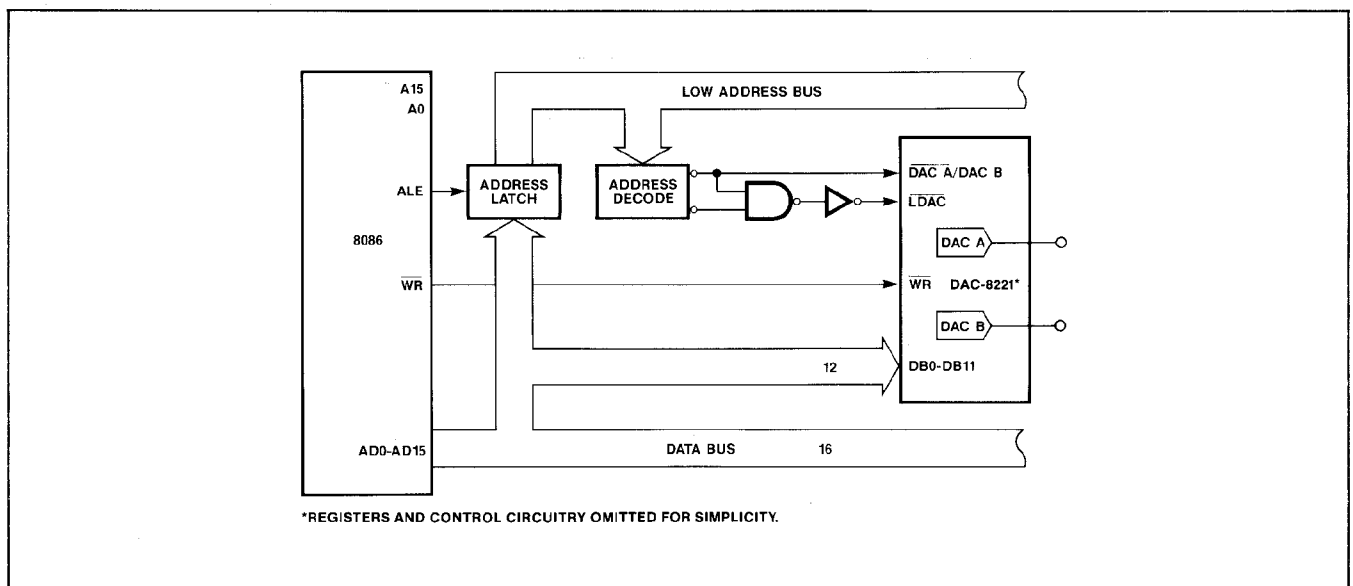 A15
A0
LOW ADDRESS BUS
ALE
ADDRESS
LATCH
ADDRESS
DECODE
DAC A/DAC B
LDAC
8086
DAC A
WR
WR DAC-8221*
DAC B
12
DB0-DB11
AD0-AD15
DATA BUS 16
*REGISTERS AND CONTROL CIRCUITRY OMITTED FOR SIMPLICITY.